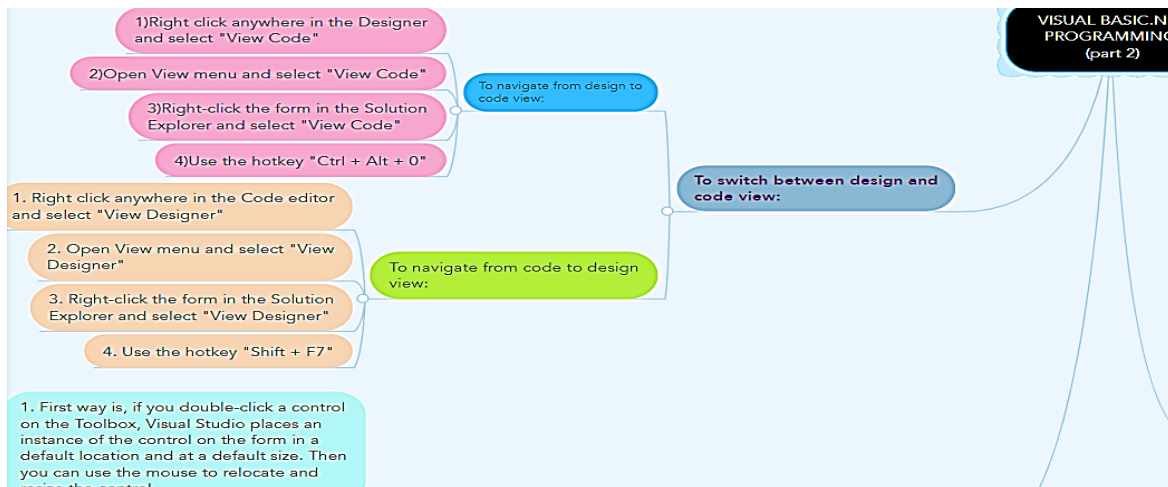 VISUAL BASIC.N
PROGRAMMING
(part 2)
To switch between design and
code view:
To navigate from design to
code view:
1)Right click anywhere in the Designer
and select "View Code"
2)Open View menu and select "View Code"
3)Right-click the form in the Solution
Explorer and select "View Code"
4)Use the hotkey "Ctrl + Alt + 0"
To navigate from code to design
view:
1. Right click anywhere in the Code editor
and select "View Designer"
2. Open View menu and select "View
Designer"
3. Right-click the form in the Solution
Explorer and select "View Designer"
4. Use the hotkey "Shift + F7"
1. First way is, if you double-click a control
on the Toolbox, Visual Studio places an
instance of the control on the form in a
default location and at a default size. Then
you can use the mouse to relocate and